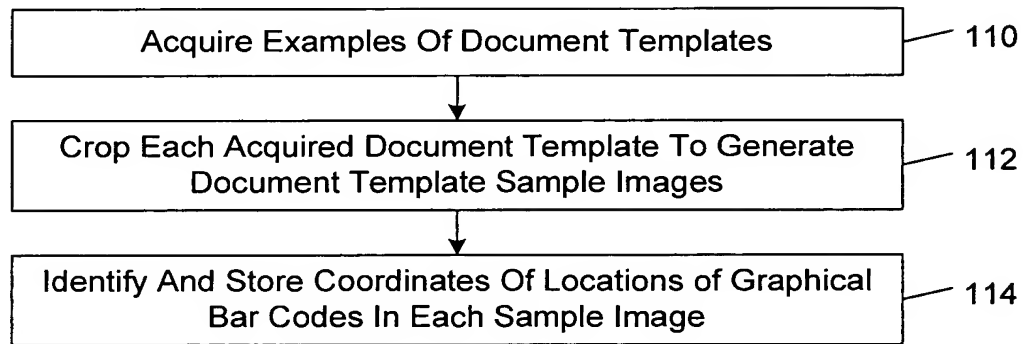 Acquire Examples Of Document Templates
110
Crop Each Acquired Document Template To Generate
Document Template Sample Images
112
Identify And Store Coordinates Of Locations of Graphical
Bar Codes In Each Sample Image
114